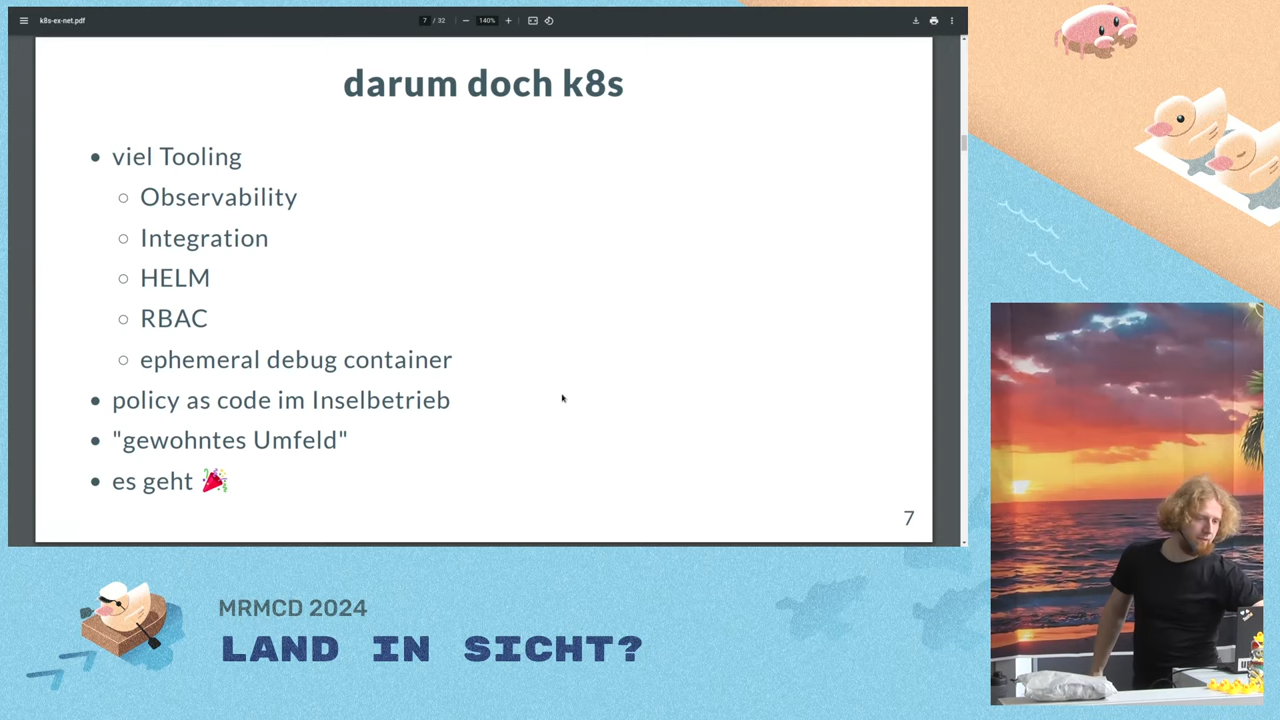 k8s-ex-net.pdf
7 / 32
140%
darum doch k8s
viel Tooling
Observability
Integration
HELM
RBAC
ephemeral debug container
policy as code im Inselbetrieb
"gewohntes Umfeld"
es geht 🎉
7
MRMCD 2024
LAND IN SICHT?